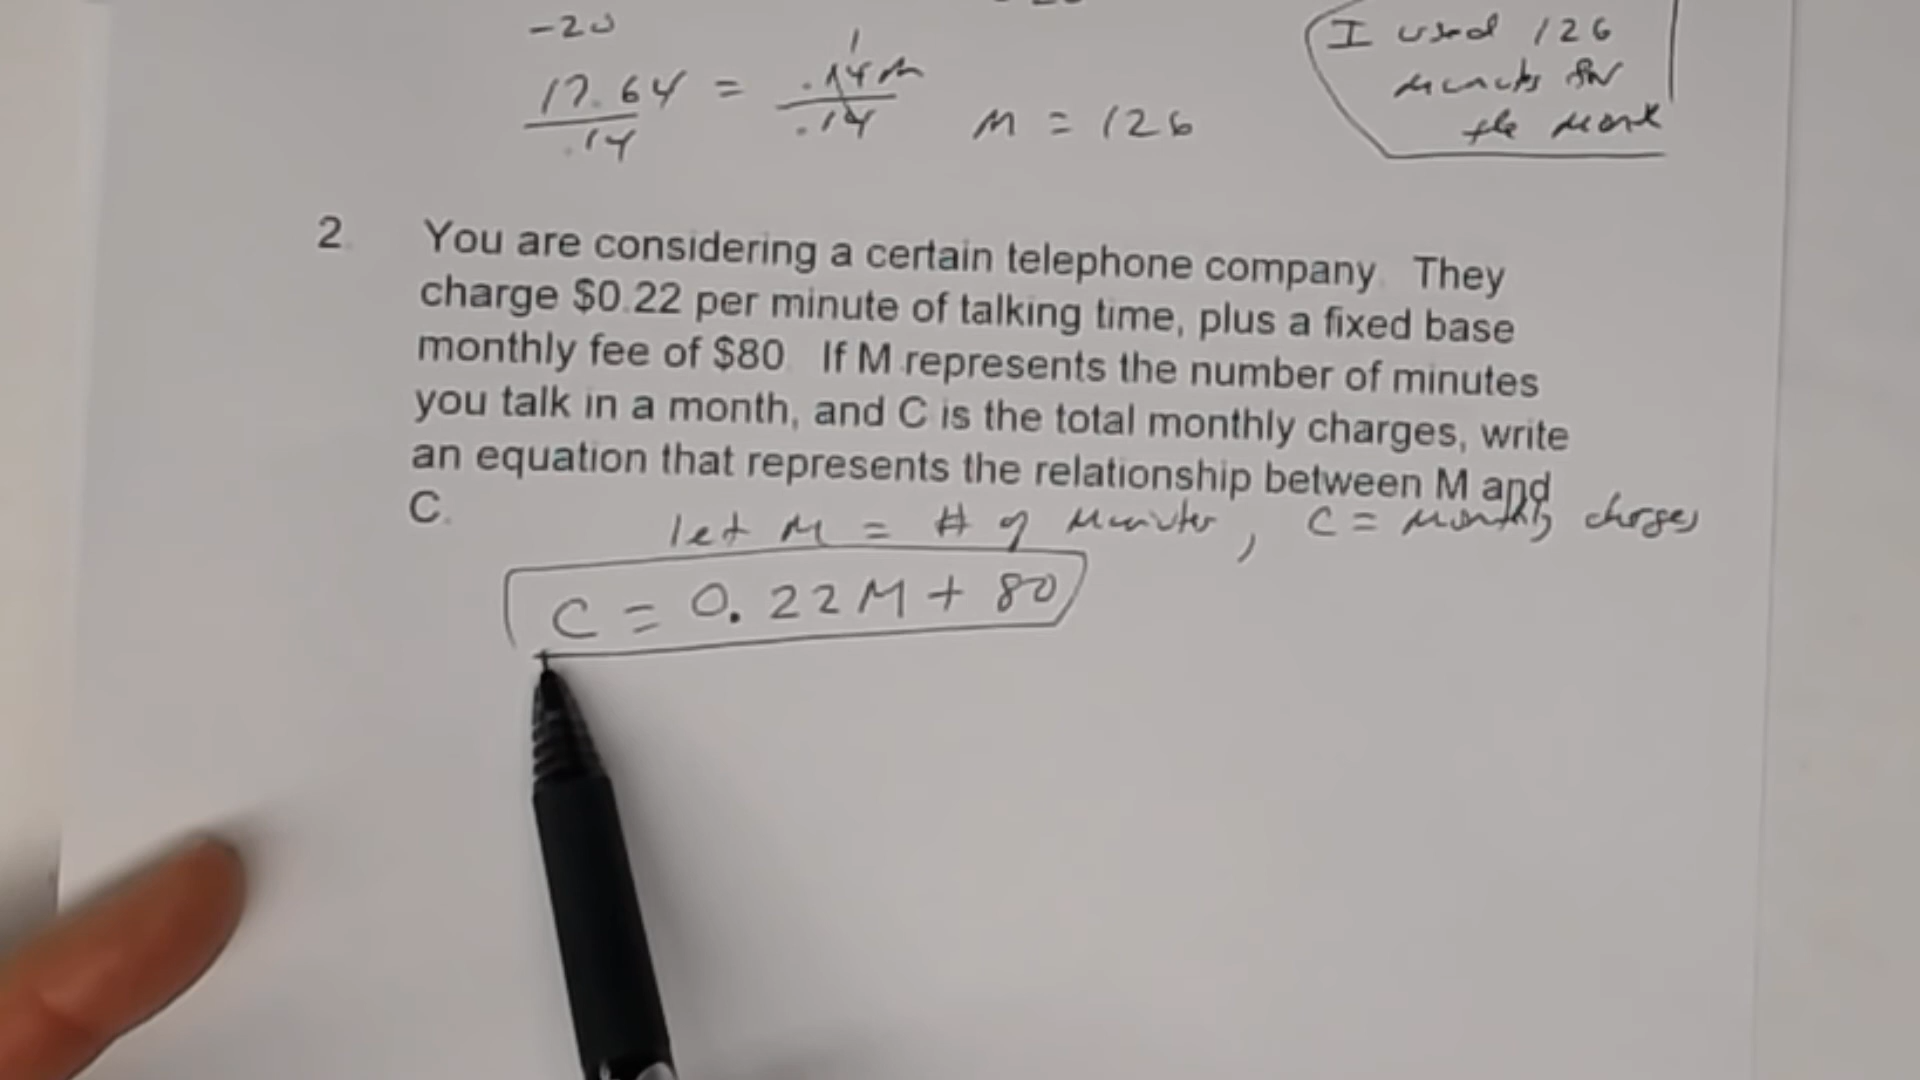 -20
I used 126
17.64 = .14M
minutes for
.14 .14 M = 126
the month
2. You are considering a certain telephone company. They
charge $0.22 per minute of talking time, plus a fixed base
monthly fee of $80. If M represents the number of minutes
you talk in a month, and C is the total monthly charges, write
an equation that represents the relationship between M and
C.
let M = # of minutes, C = monthly charges
C = 0.22M + 80